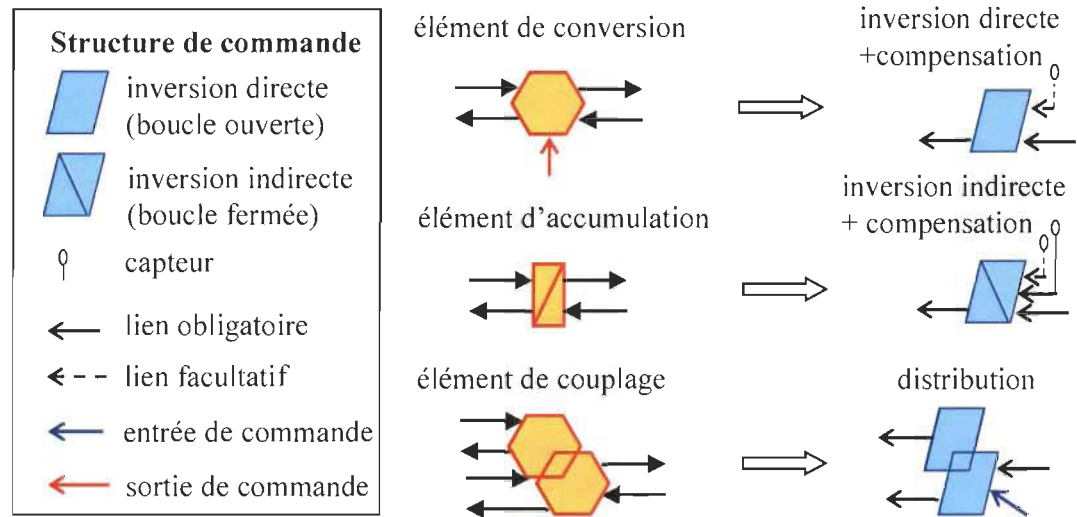 Structure de commande
inversion directe
(boucle ouverte)
inversion indirecte
(boucle fermée)
capteur
lien obligatoire
lien facultatif
entrée de commande
sortie de commande
élément de conversion
inversion directe
+compensation
élément d'accumulation
inversion indirecte
+ compensation
élément de couplage
distribution